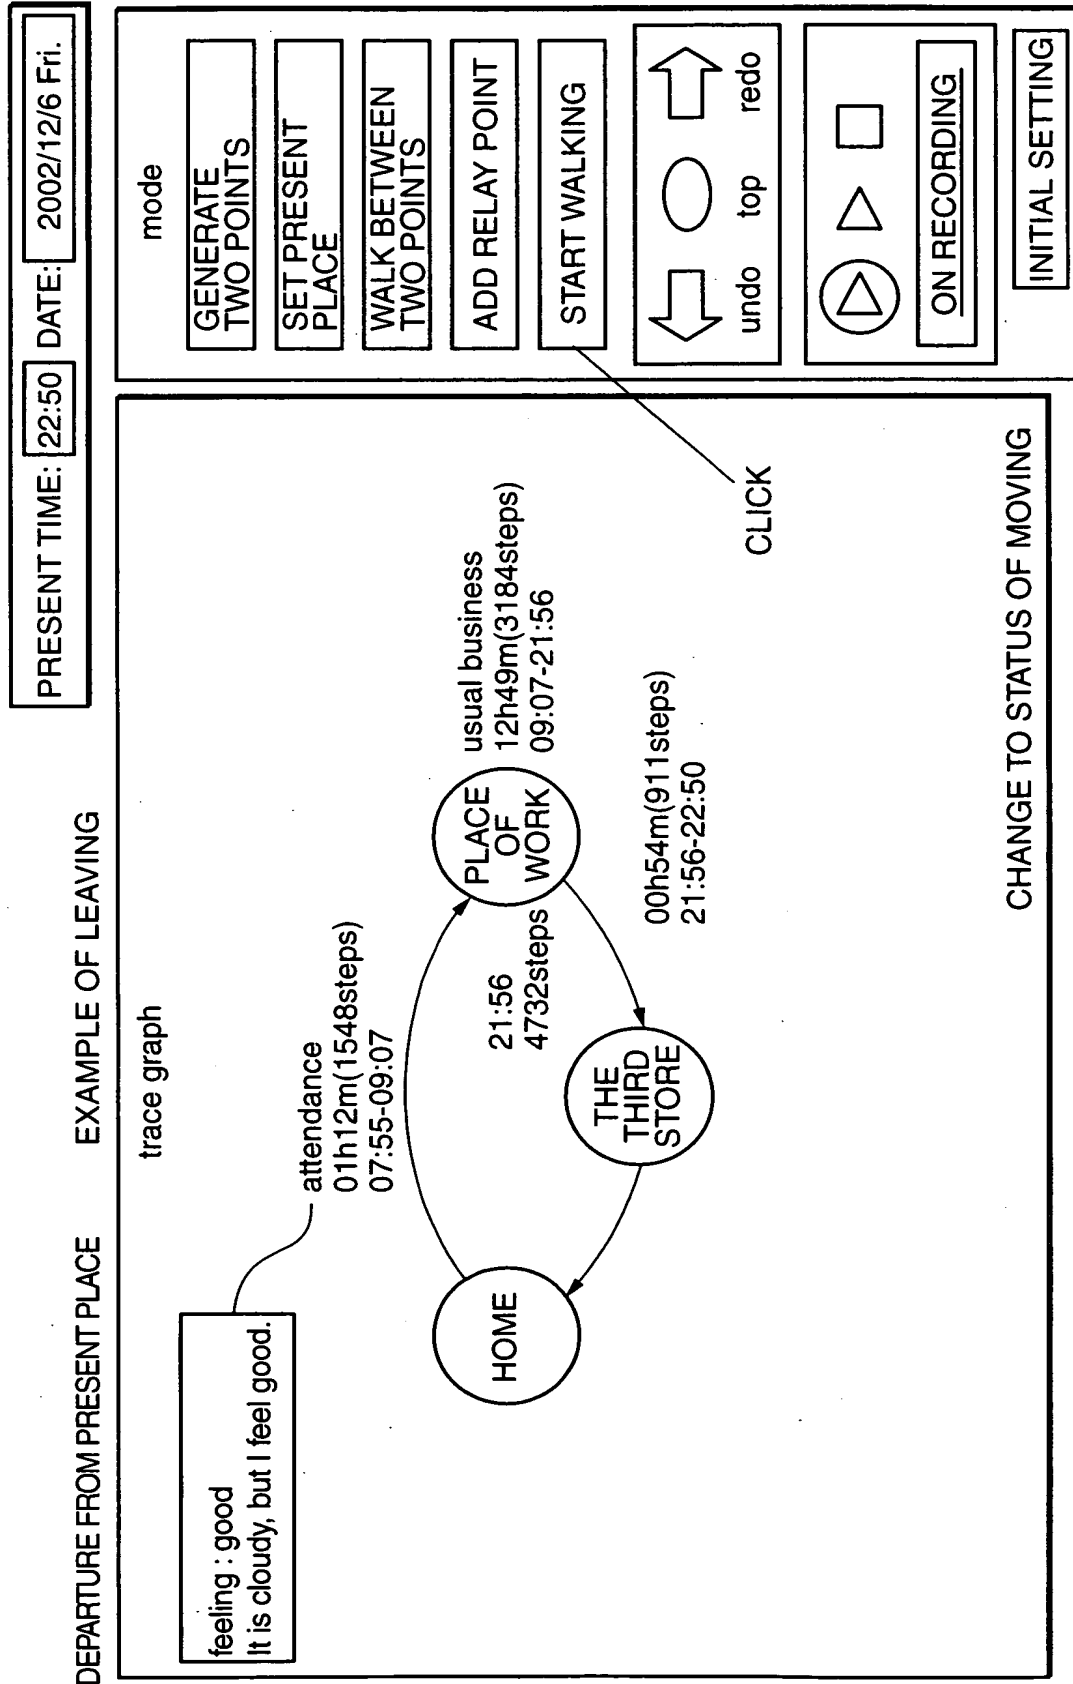 DEPARTURE FROM PRESENT PLACE
EXAMPLE OF LEAVING
PRESENT TIME: 22:50 DATE: 2002/12/6 Fri.
trace graph
feeling : good
It is cloudy, but I feel good.
attendance
01h12m(1548steps)
07:55-09:07
HOME
PLACE
OF
WORK
usual business
12h49m(3184steps)
09:07-21:56
21:56
4732steps
THE
THIRD
STORE
00h54m(911steps)
21:56-22:50
CLICK
CHANGE TO STATUS OF MOVING
mode
GENERATE
TWO POINTS
SET PRESENT
PLACE
WALK BETWEEN
TWO POINTS
ADD RELAY POINT
START WALKING
undo top redo
ON RECORDING
INITIAL SETTING